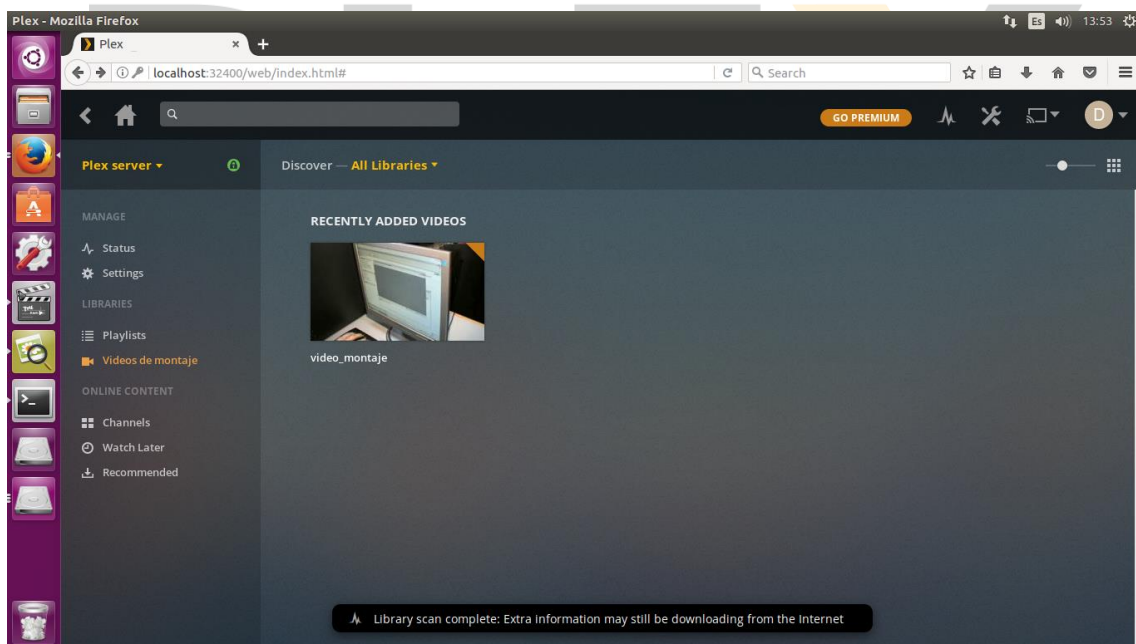 Plex - Mozilla Firefox
Es 13:53
Plex
localhost:32400/web/index.html#
Search
GO PREMIUM
D
Plex server
Discover — All Libraries
MANAGE
RECENTLY ADDED VIDEOS
Status
Settings
LIBRARIES
Playlists
Videos de montaje
video_montaje
ONLINE CONTENT
Channels
Watch Later
Recommended
Library scan complete: Extra information may still be downloading from the Internet